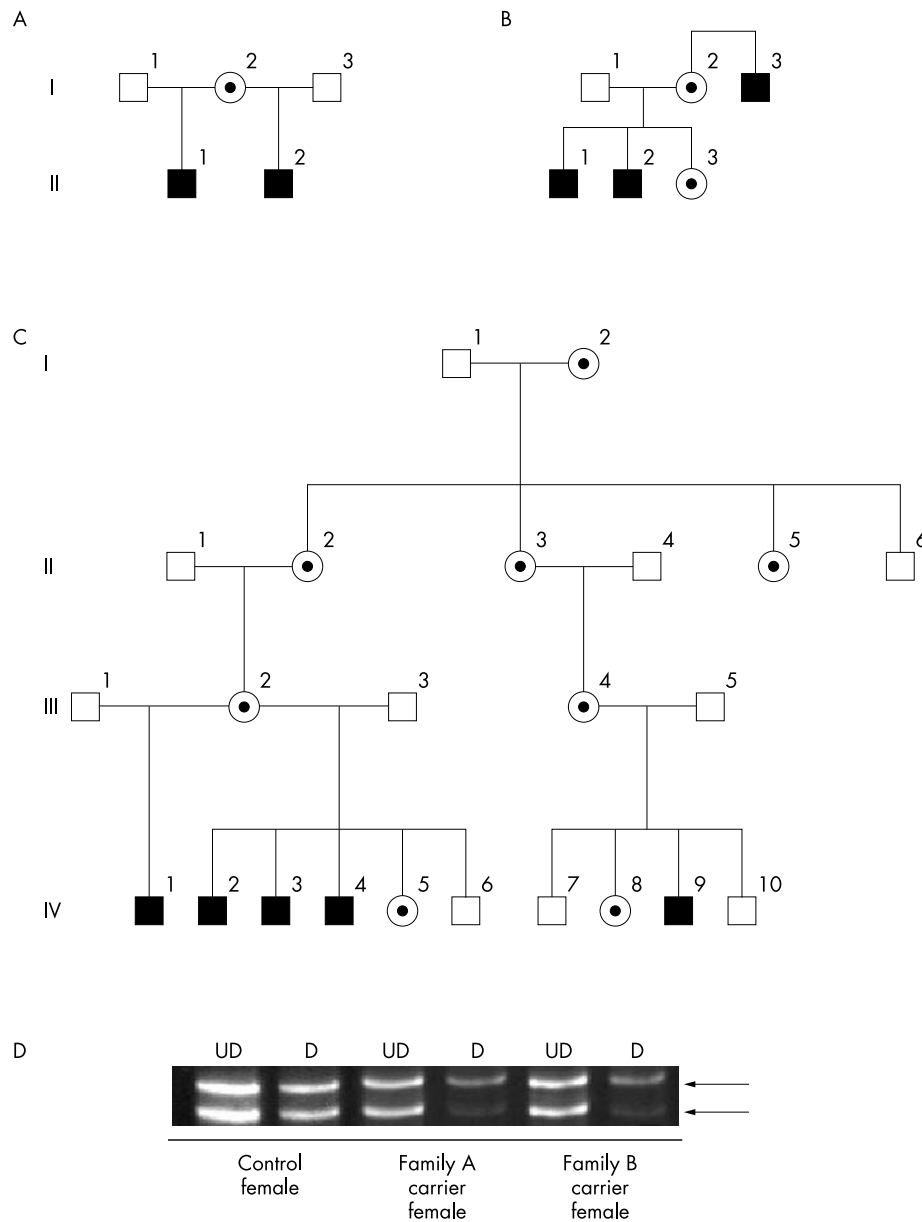 A
B
1 2 3
1 2 3
I
1 2
1 2 3
II
C
1 2
I
1 2 3 4 5 6
II
1 2 3 4 5
III
1 2 3 4 5 6 7 8 9 10
IV
D
UD D UD D UD D
Control female
Family A carrier female
Family B carrier female